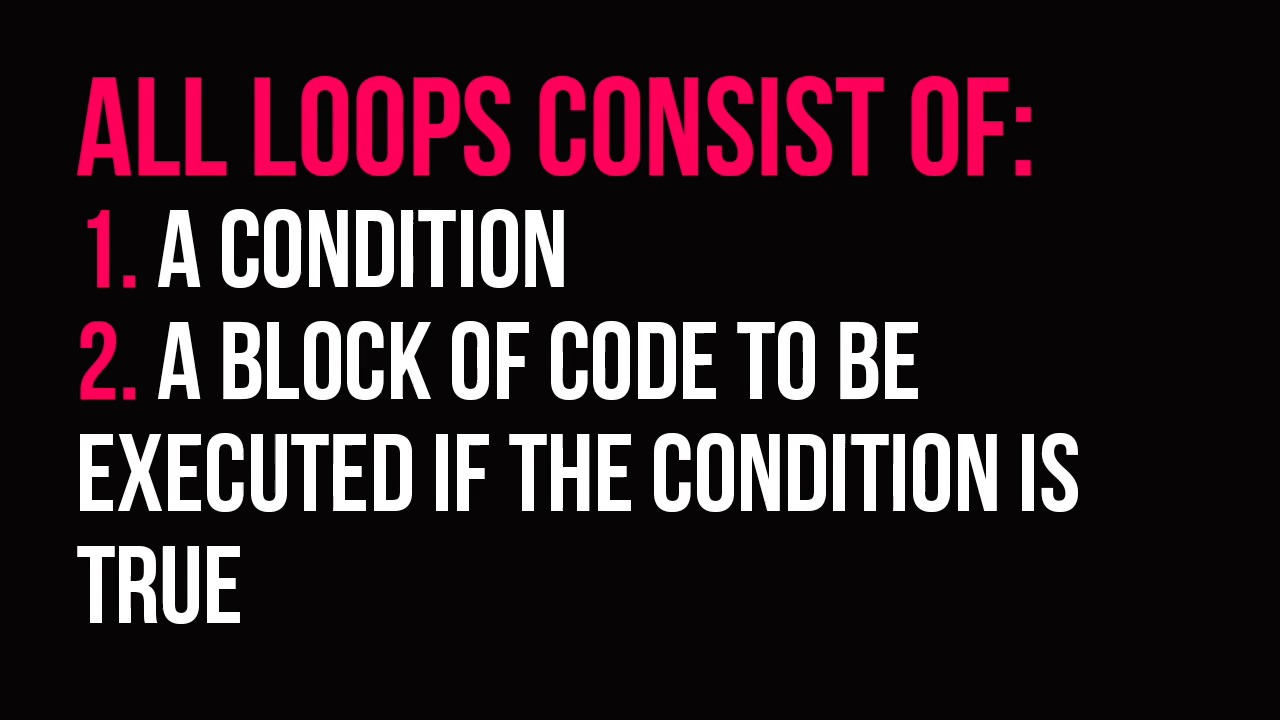 ALL LOOPS CONSIST OF:
1. A CONDITION
2. A BLOCK OF CODE TO BE
EXECUTED IF THE CONDITION IS
TRUE